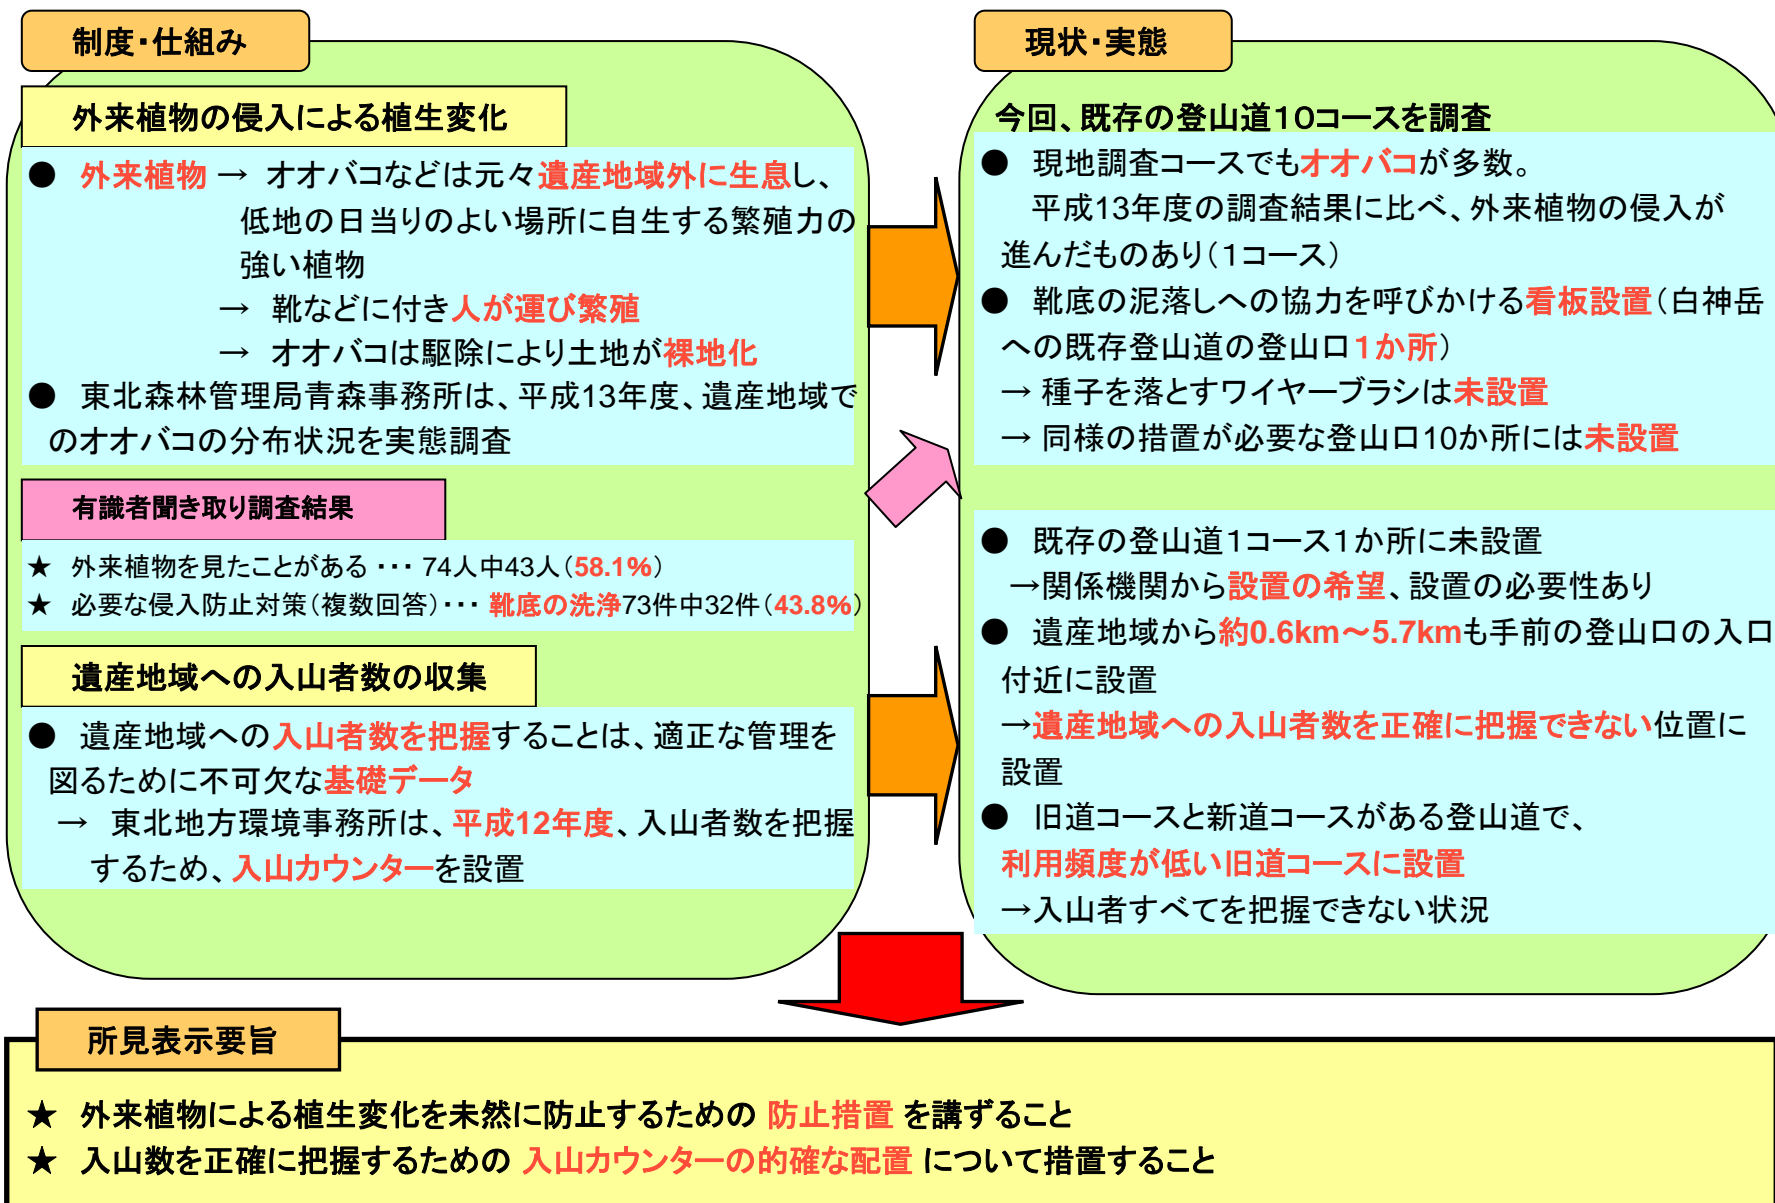 制度・仕組み
外来植物の侵入による植生変化
● 外来植物 → オオバコなどは元々遺産地域外に生息し、
低地の日当りのよい場所に自生する繁殖力の
強い植物
→ 靴などに付き人が運び繁殖
→ オオバコは駆除により土地が裸地化
● 東北森林管理局青森事務所は、平成13年度、遺産地域で
のオオバコの分布状況を実態調査
有識者聞き取り調査結果
★ 外来植物を見たことがある ・・・ 74人中43人(58.1%)
★ 必要な侵入防止対策(複数回答)・・・ 靴底の洗浄73件中32件(43.8%)
遺産地域への入山者数の収集
● 遺産地域への入山者数を把握することは、適正な管理を
図るために不可欠な基礎データ
→ 東北地方環境事務所は、平成12年度、入山者数を把握
するため、入山カウンターを設置
現状・実態
今回、既存の登山道10コースを調査
● 現地調査コースでもオオバコが多数。
平成13年度の調査結果に比べ、外来植物の侵入が
進んだものあり(1コース)
● 靴底の泥落しへの協力を呼びかける看板設置(白神岳
への既存登山道の登山口1か所)
→ 種子を落とすワイヤーブラシは未設置
→ 同様の措置が必要な登山口10か所には未設置
● 既存の登山道1コース1か所に未設置
→関係機関から設置の希望、設置の必要性あり
● 遺産地域から約0.6km～5.7kmも手前の登山口の入口
付近に設置
→遺産地域への入山者数を正確に把握できない位置に
設置
● 旧道コースと新道コースがある登山道で、
利用頻度が低い旧道コースに設置
→入山者すべてを把握できない状況
所見表示要旨
★ 外来植物による植生変化を未然に防止するための 防止措置 を講ずること
★ 入山数を正確に把握するための 入山カウンターの的確な配置 について措置すること